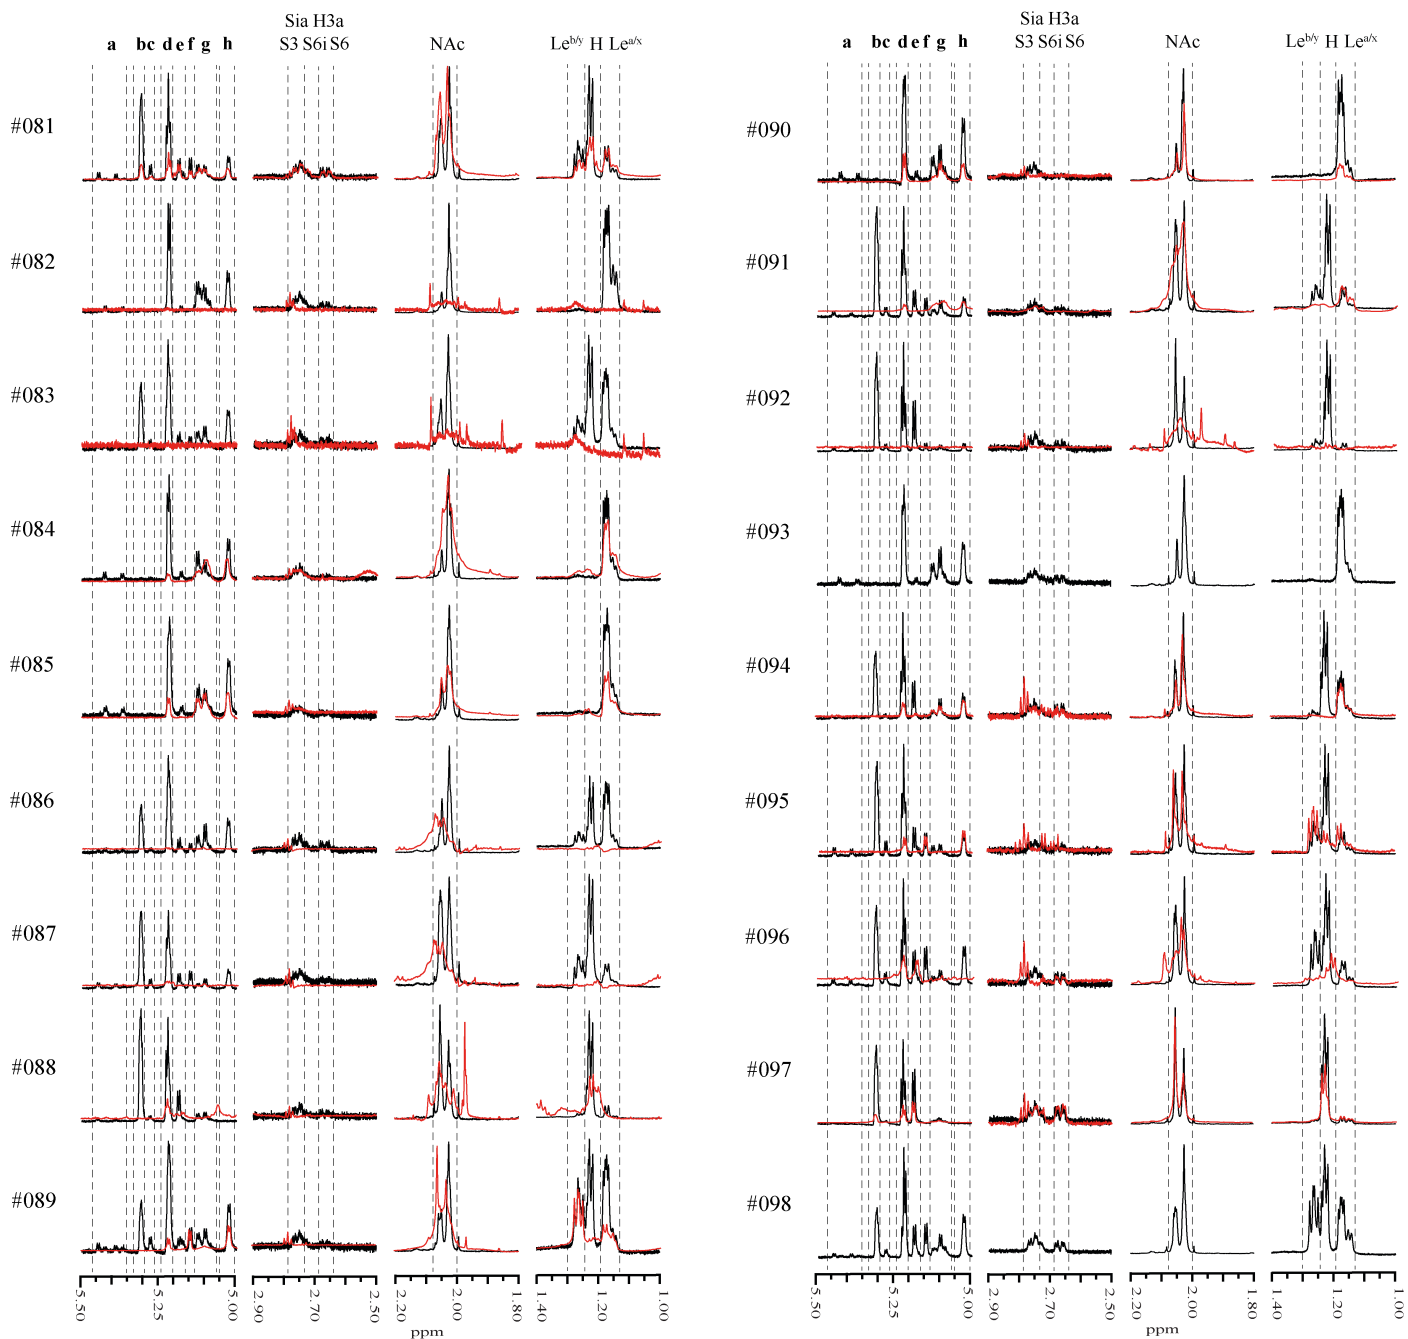 Sia H3a
a bc d e f g h S3 S6i S6 NAc Le^b/y H Le^a/x
#081
#082
#083
#084
#085
#086
#087
#088
#089
5.50 5.25 5.00 2.90 2.70 2.50 2.20 2.00 1.80 1.40 1.20 1.00
ppm
Sia H3a
a bc d e f g h S3 S6i S6 NAc Le^b/y H Le^a/x
#090
#091
#092
#093
#094
#095
#096
#097
#098
5.50 5.25 5.00 2.90 2.70 2.50 2.20 2.00 1.80 1.40 1.20 1.00
ppm